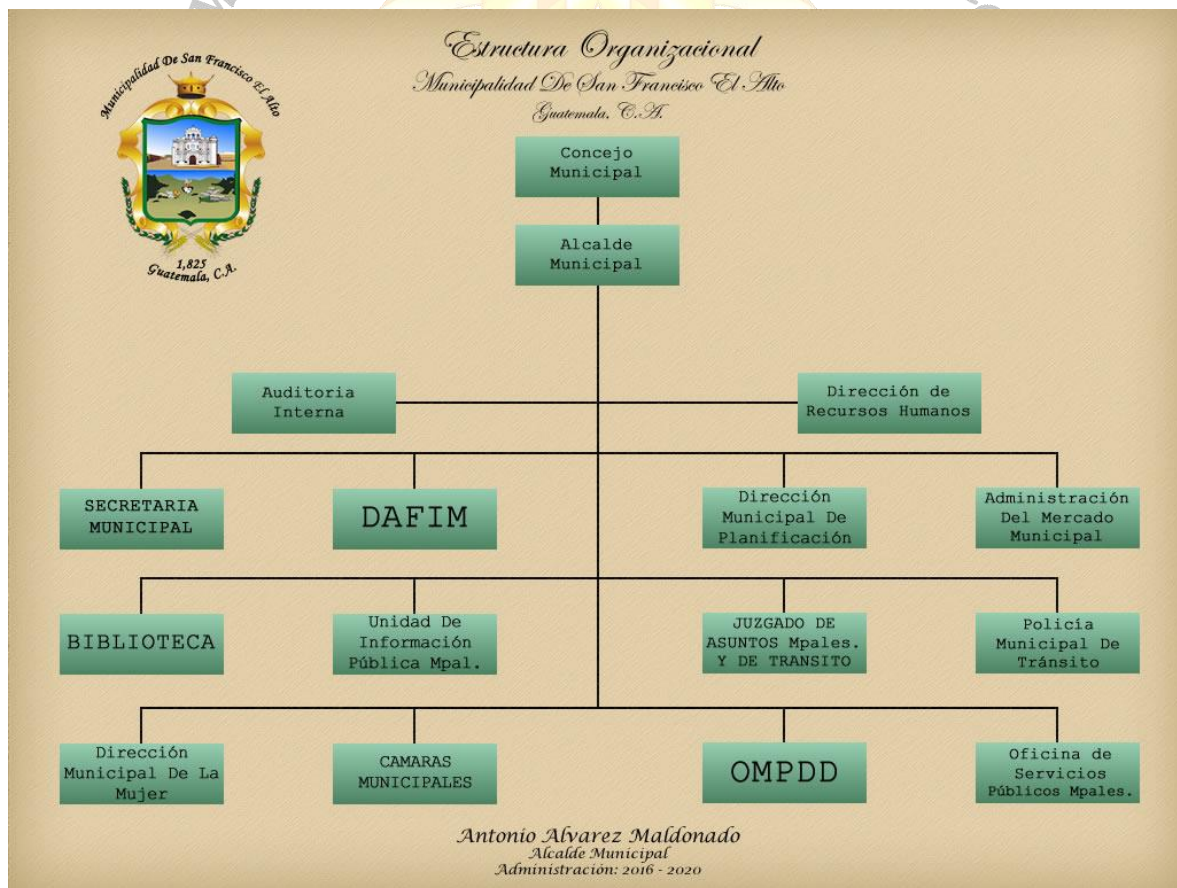 Estructura Organizacional
Municipalidad De San Francisco El Alto
Guatemala, C.A.
Municipalidad De San Francisco El Alto
1,825
Guatemala, C.A.
Concejo
Municipal
Alcalde
Municipal
Auditoria
Interna
Dirección de
Recursos Humanos
SECRETARIA
MUNICIPAL
DAFIM
Dirección
Municipal De
Planificación
Administración
Del Mercado
Municipal
BIBLIOTECA
Unidad De
Información
Pública Mpal.
JUZGADO DE
ASUNTOS Mpales.
Y DE TRANSITO
Policía
Municipal De
Tránsito
Dirección
Municipal De La
Mujer
CAMARAS
MUNICIPALES
OMPDD
Oficina de
Servicios
Públicos Mpales.
Antonio Alvarez Maldonado
Alcalde Municipal
Administración: 2016 - 2020